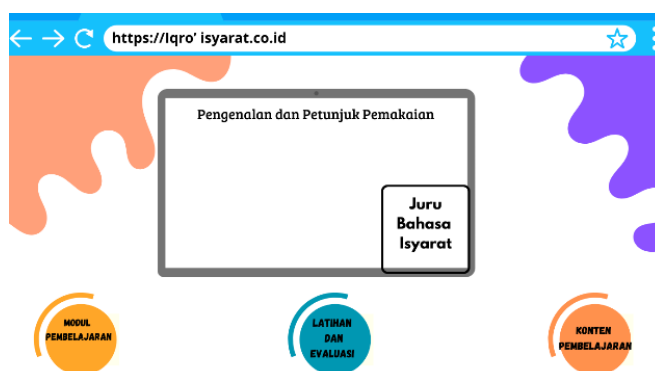 https://Iqro' isyarat.co.id
Pengenalan dan Petunjuk Pemakaian
Juru
Bahasa
Isyarat
MODUL
PEMBELAJARAN
LATIHAN
DAN
EVALUASI
KONTEN
PEMBELAJARAN